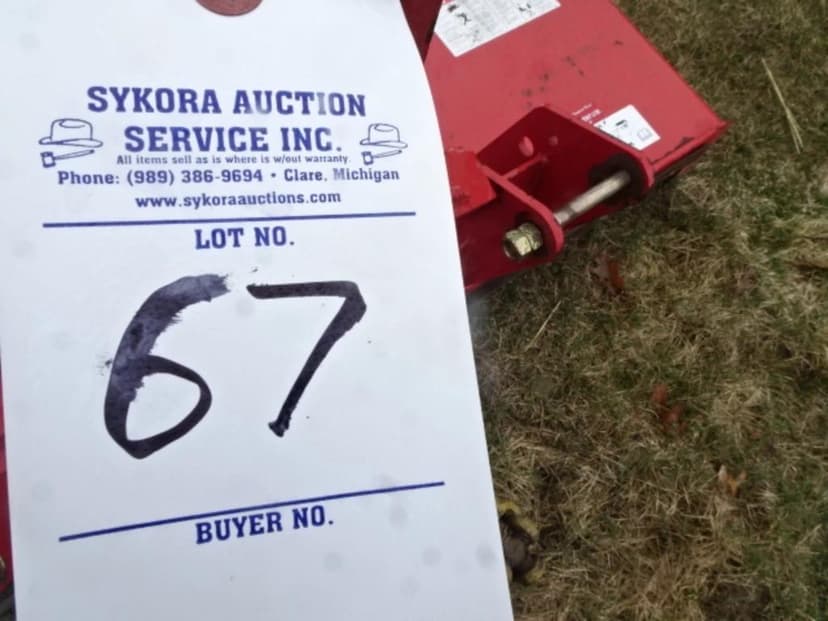 SYKORA AUCTION
SERVICE INC.
All items sell as is where is w/out warranty.
Phone: (989) 386-9694 • Clare, Michigan
www.sykoraauctions.com
LOT NO.
67
BUYER NO.